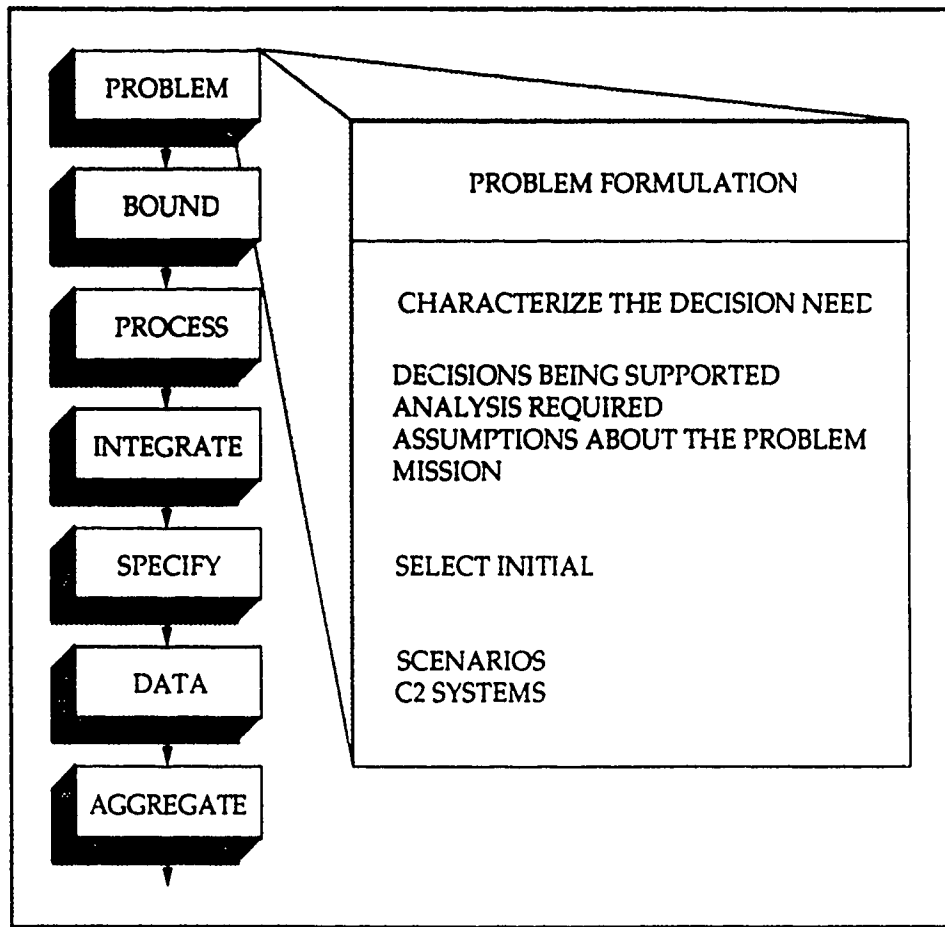 PROBLEM
BOUND
PROCESS
INTEGRATE
SPECIFY
DATA
AGGREGATE
PROBLEM FORMULATION
CHARACTERIZE THE DECISION NEED
DECISIONS BEING SUPPORTED
ANALYSIS REQUIRED
ASSUMPTIONS ABOUT THE PROBLEM
MISSION
SELECT INITIAL
SCENARIOS
C2 SYSTEMS